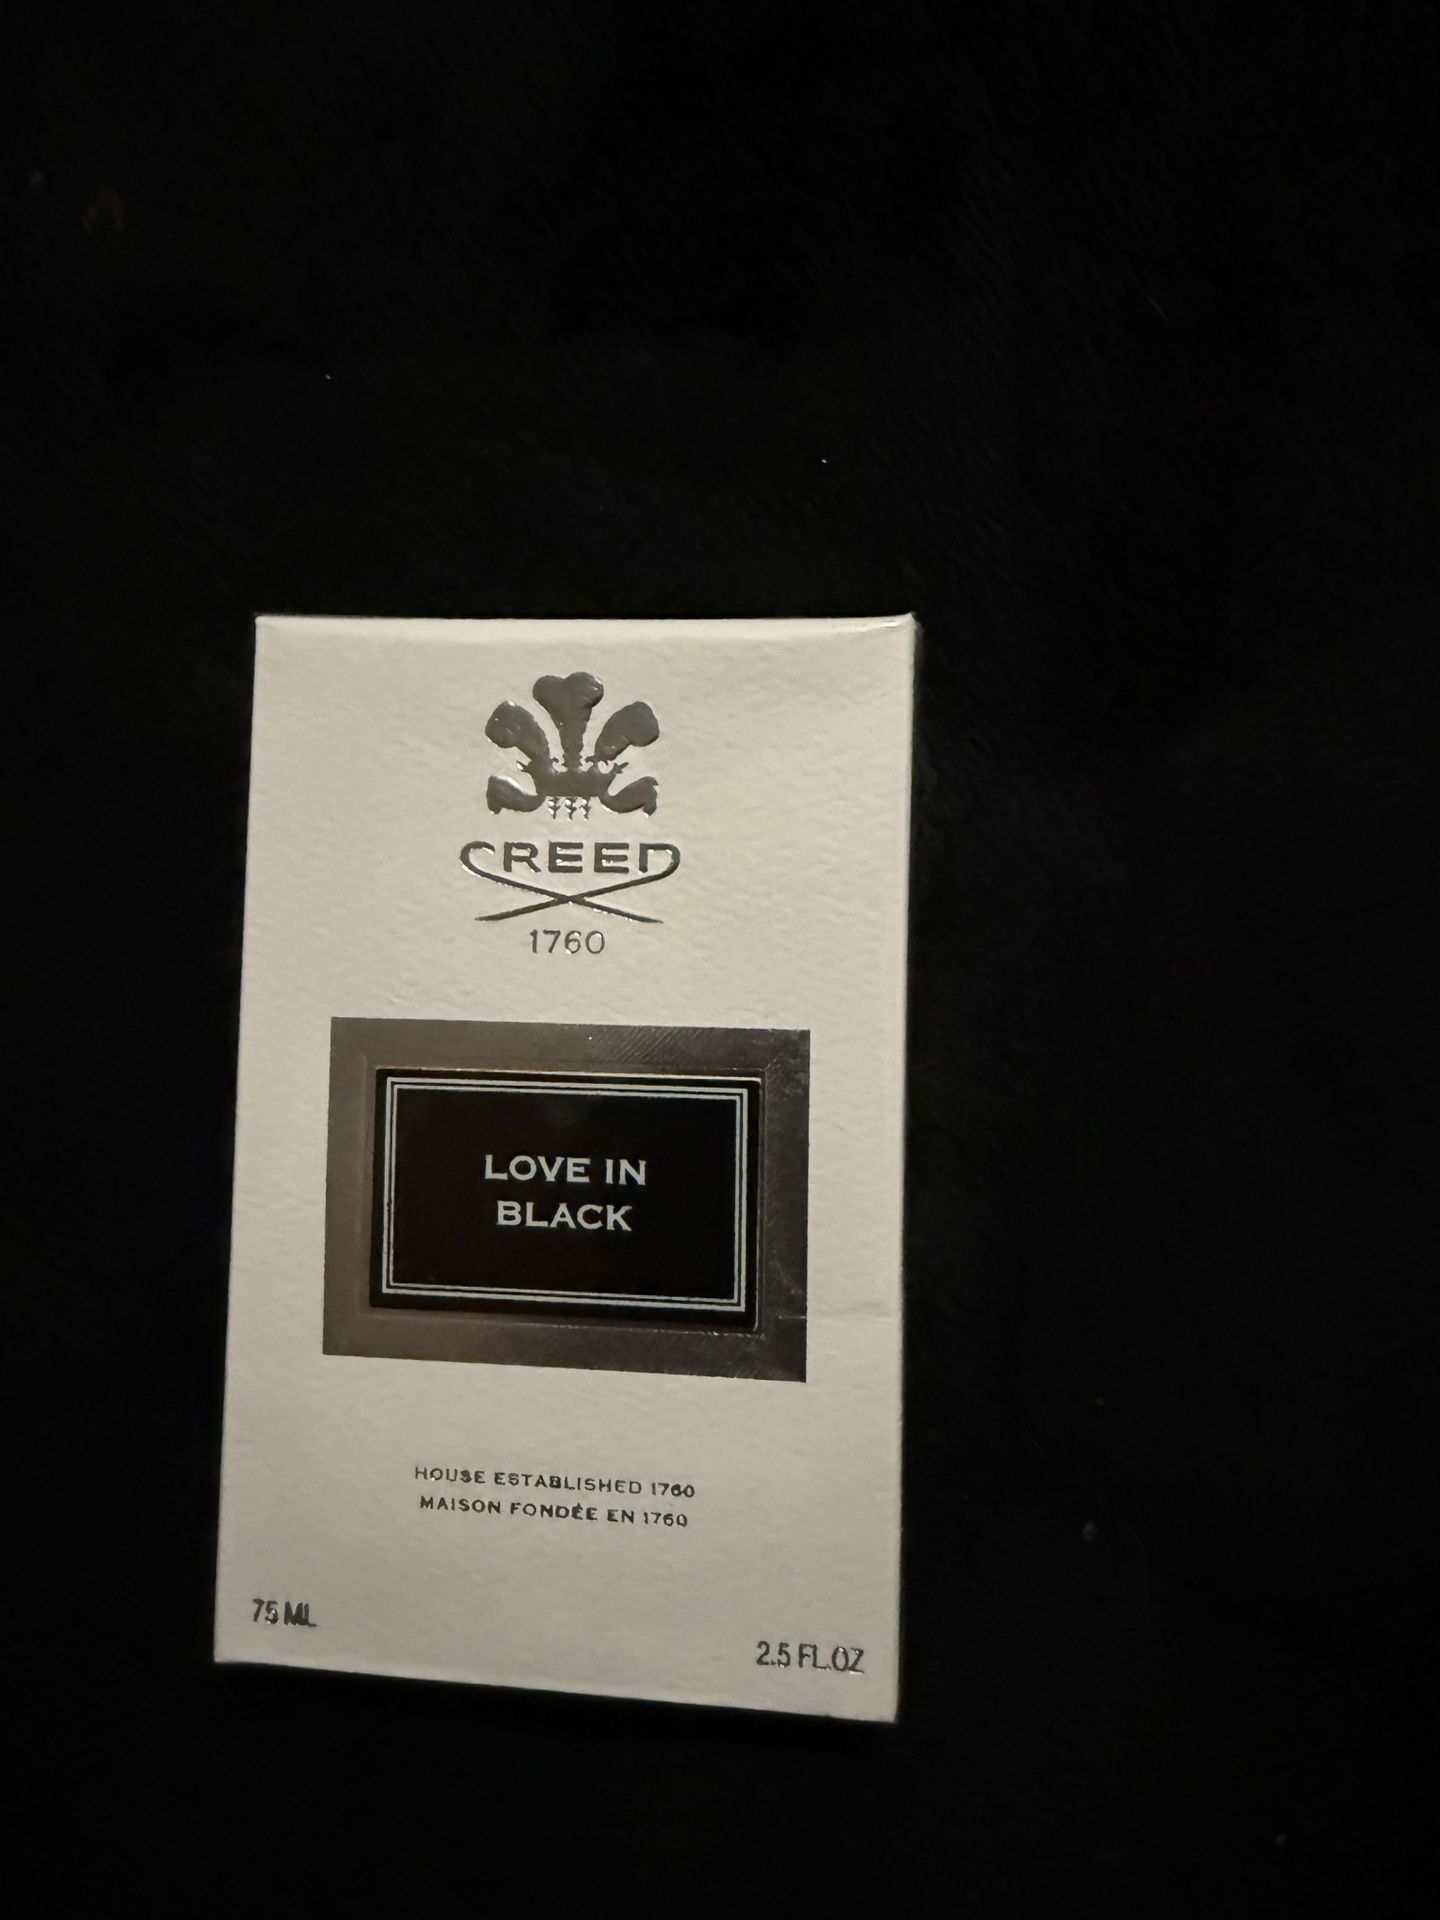 CREED
1760
LOVE IN
BLACK
HOUSE ESTABLISHED 1760
MAISON FONDÉE EN 1760
75 ML
2.5 FL.OZ